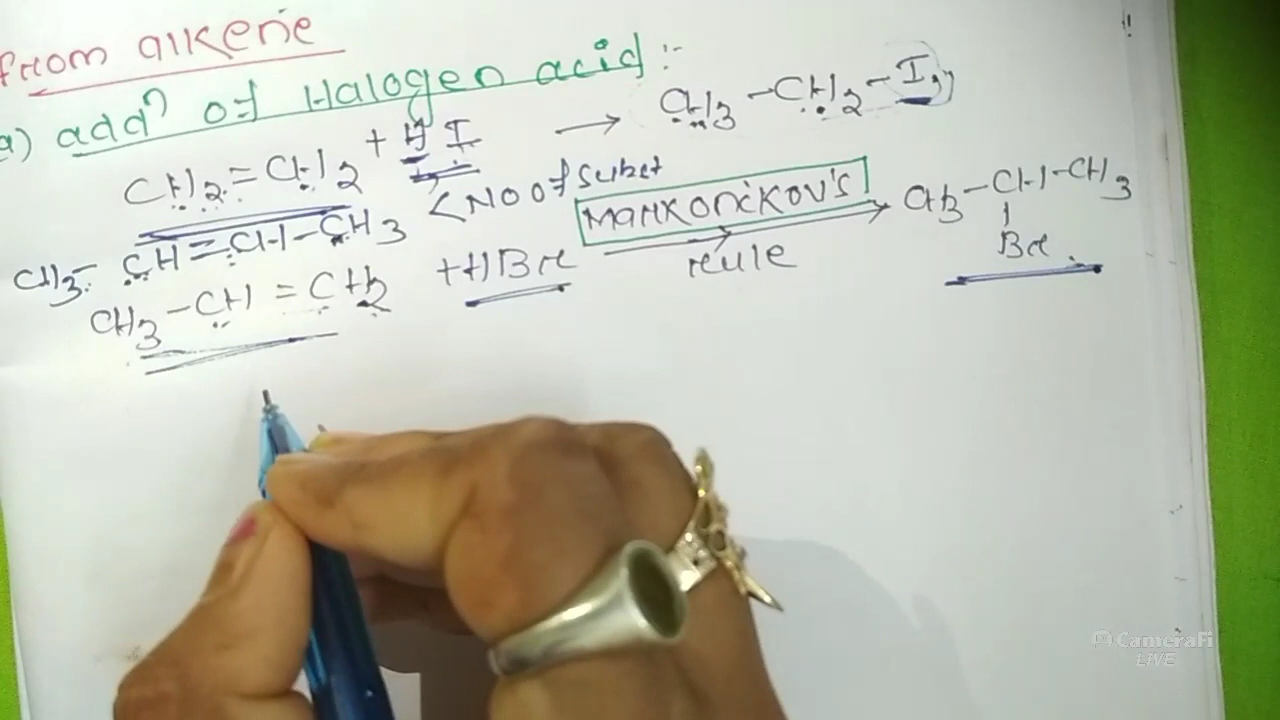 from alkene
a) addn of Halogen acid :-
CH2 = CH2 + H I → CH3 - CH2 - I
CH3 - CH = CH - CH3 < No of Subst
CH3 - CH = CH2 + HBr MARKONIKOV'S rule → CH3 - CH - CH3
Br
CameraFi
LIVE